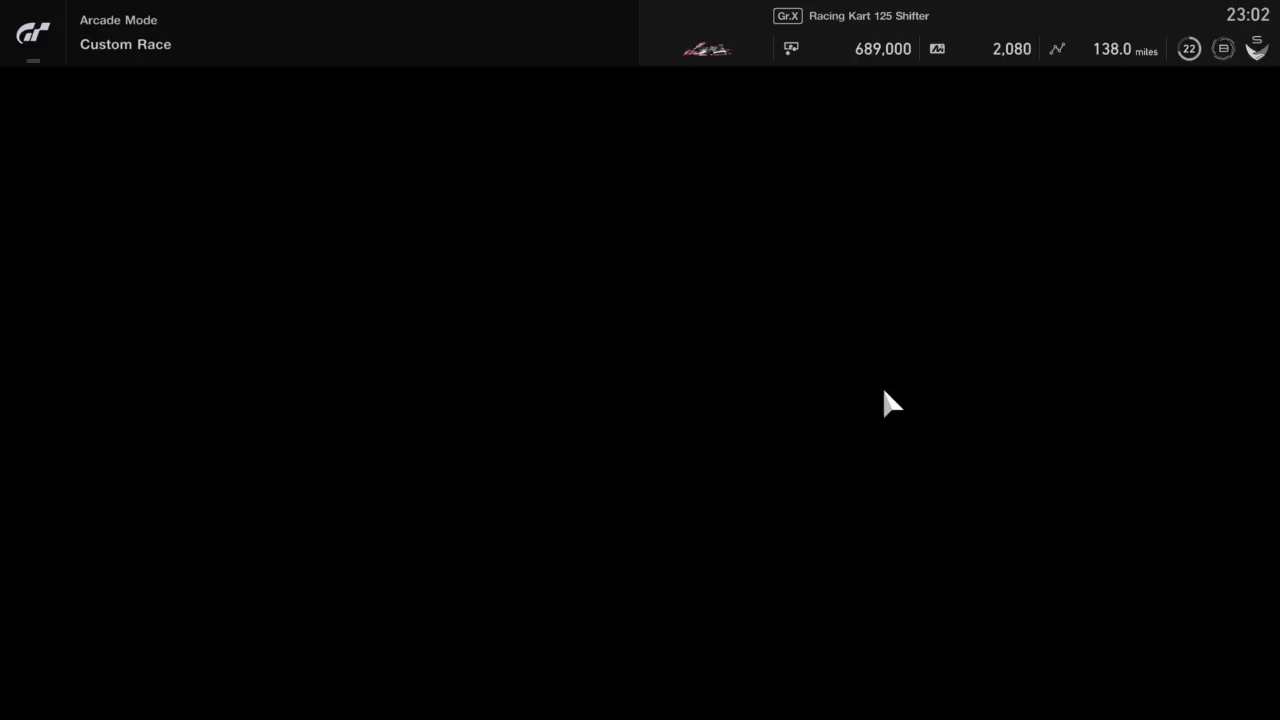 Arcade Mode
Custom Race
Gr.X Racing Kart 125 Shifter
23:02
689,000
2,080
138.0 miles
22
B
S